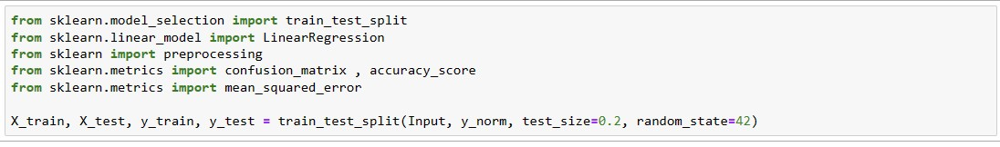 from sklearn.model_selection import train_test_split
from sklearn.linear_model import LinearRegression
from sklearn import preprocessing
from sklearn.metrics import confusion_matrix , accuracy_score
from sklearn.metrics import mean_squared_error
X_train, X_test, y_train, y_test = train_test_split(Input, y_norm, test_size=0.2, random_state=42)